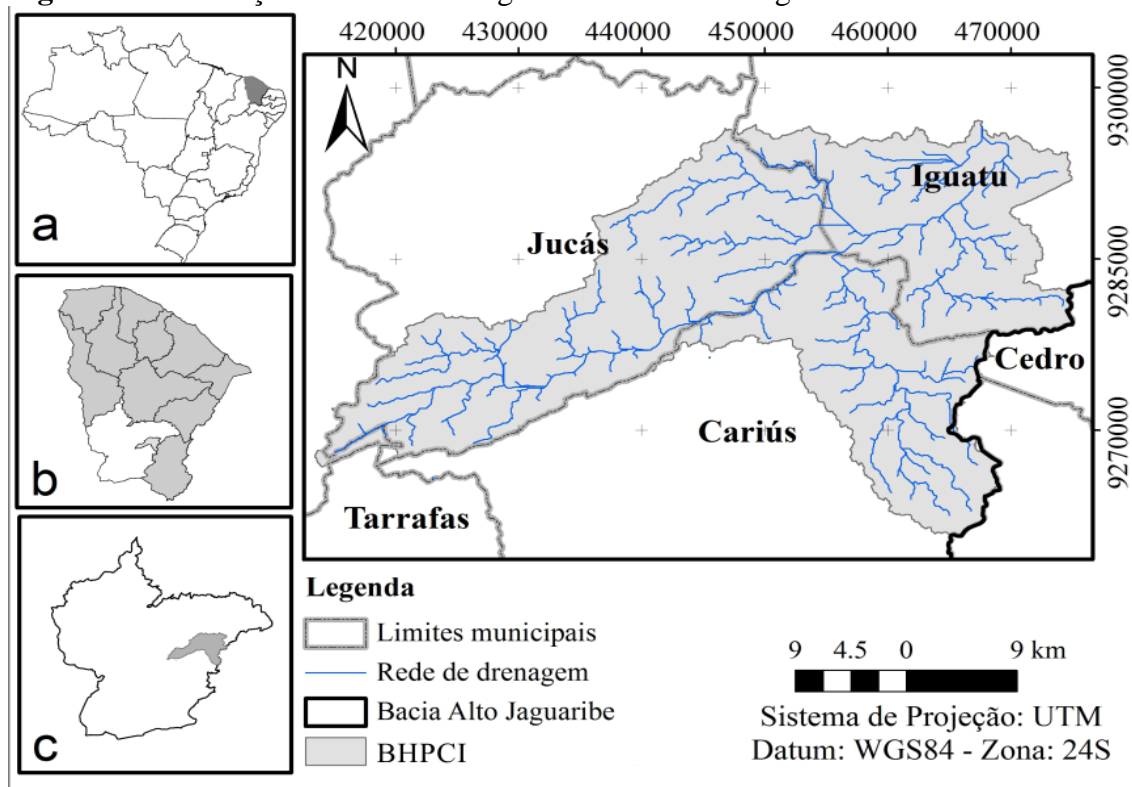 420000 430000 440000 450000 460000 470000
a
N
9300000
Iguatu
Jucás
9285000
b
Cedro
Cariús
9270000
Tarrafas
c
Legenda
Limites municipais
Rede de drenagem
Bacia Alto Jaguaribe
BHPCI
9 4.5 0 9 km
Sistema de Projeção: UTM
Datum: WGS84 - Zona: 24S